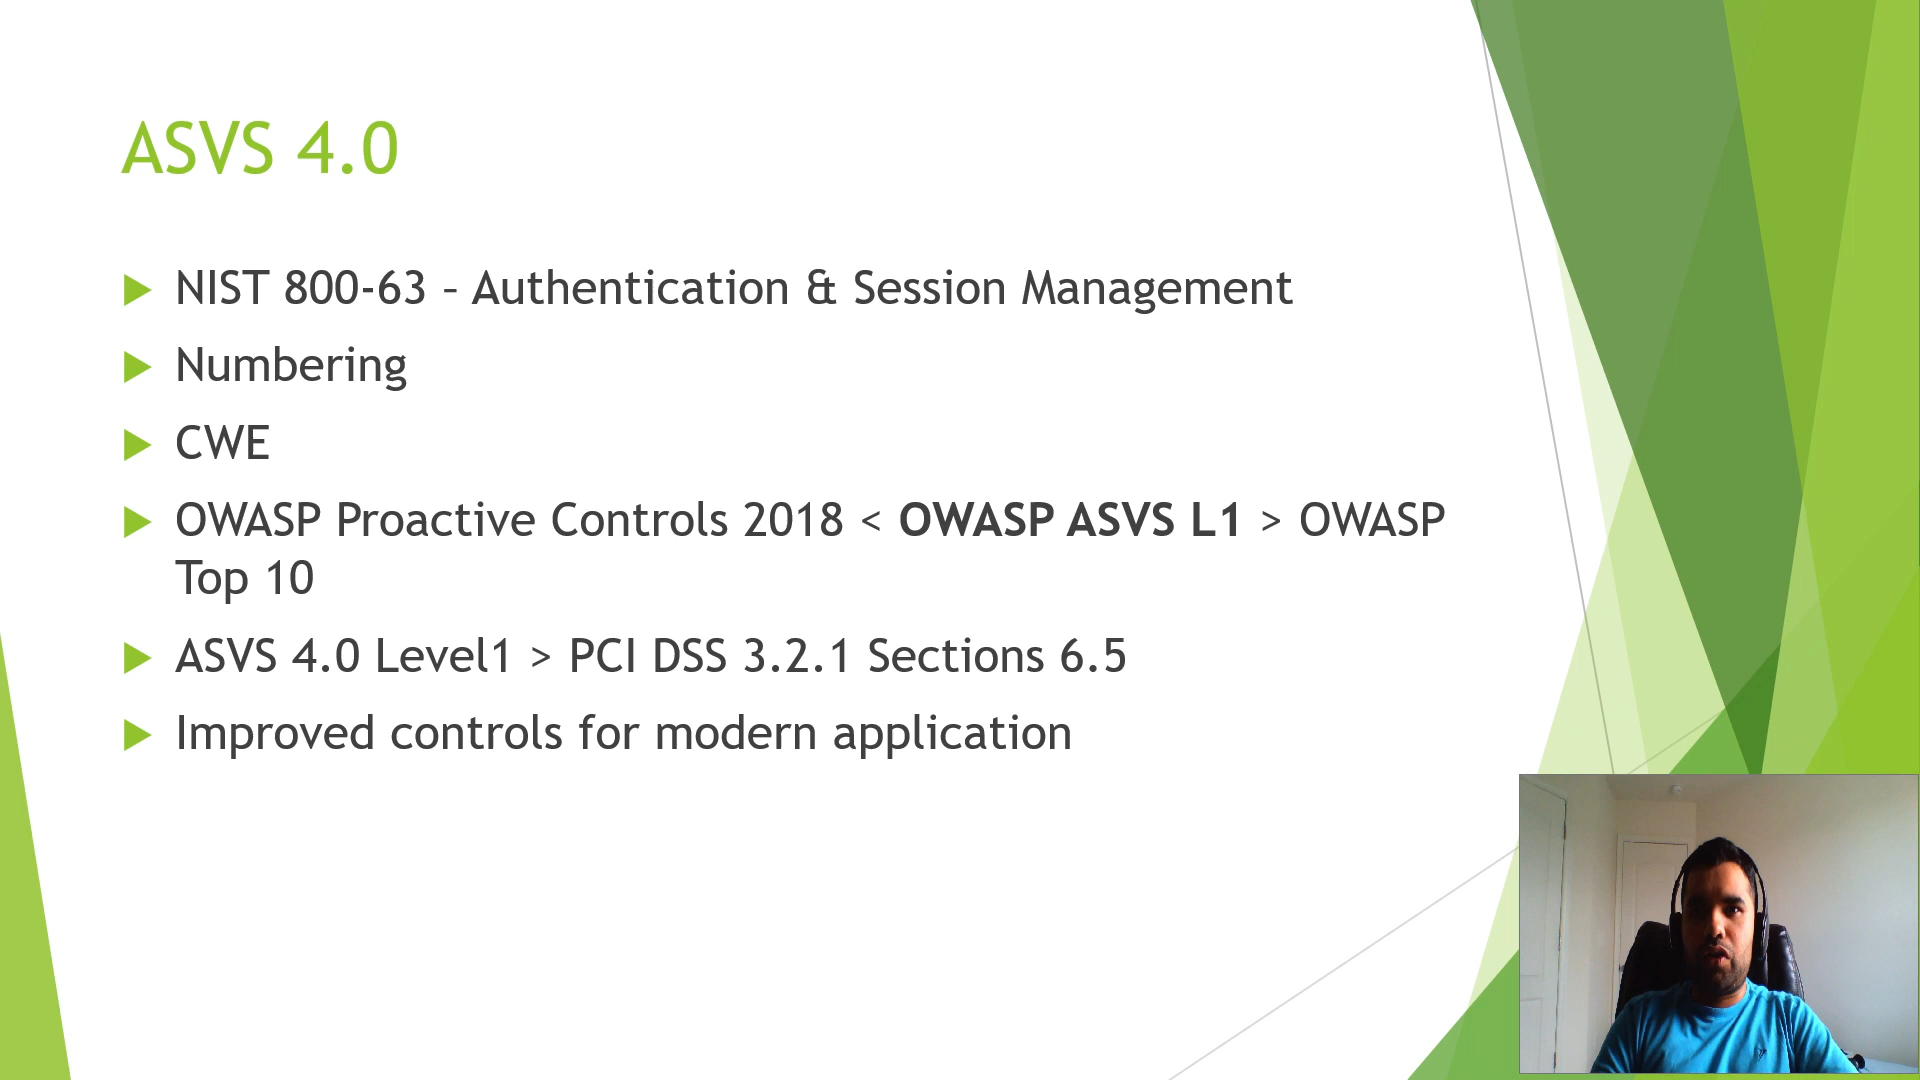 ASVS 4.0
NIST 800-63 – Authentication & Session Management
Numbering
CWE
OWASP Proactive Controls 2018 < OWASP ASVS L1 > OWASP
Top 10
ASVS 4.0 Level1 > PCI DSS 3.2.1 Sections 6.5
Improved controls for modern application